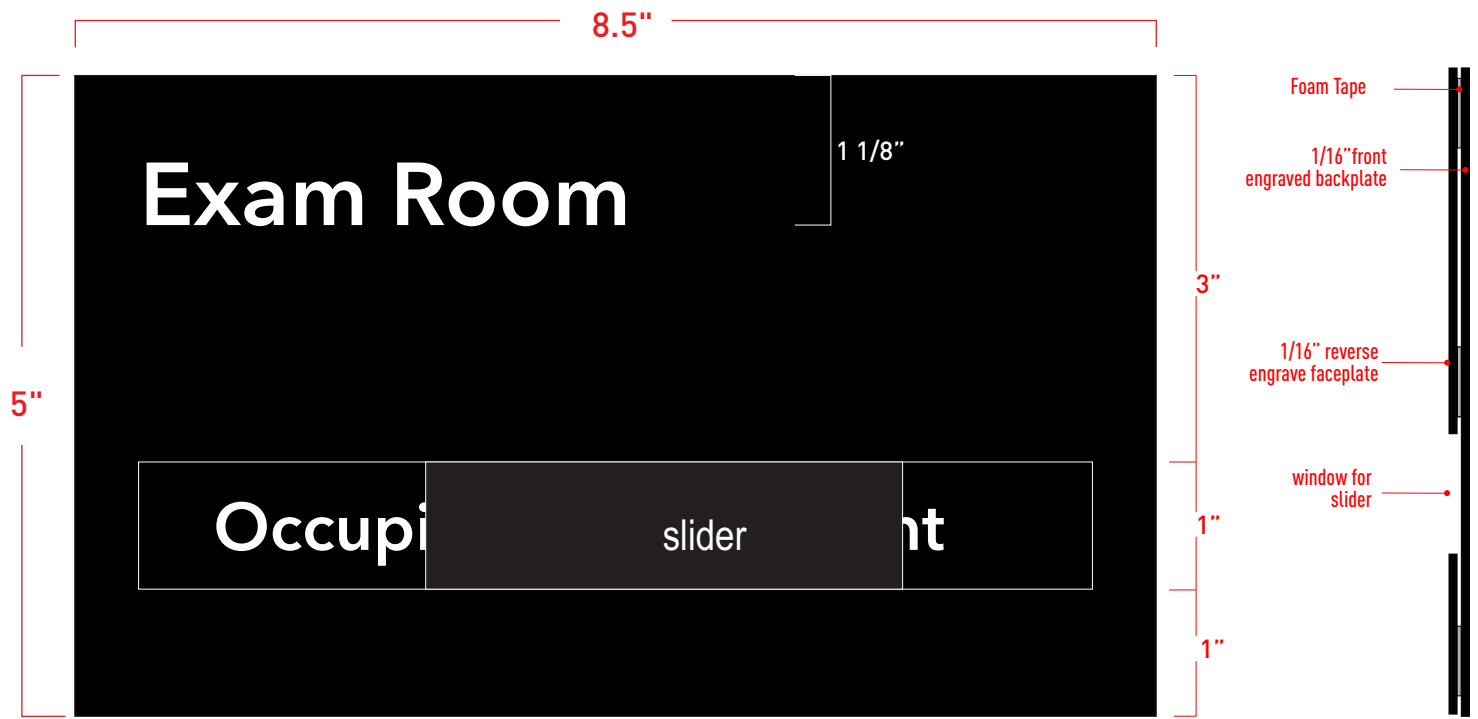 8.5"
Foam Tape
1 1/8”
1/16”front
engraved backplate
Exam Room
3”
1/16” reverse
engrave faceplate
5"
window for
slider
Occupi
slider
nt
1”
1”